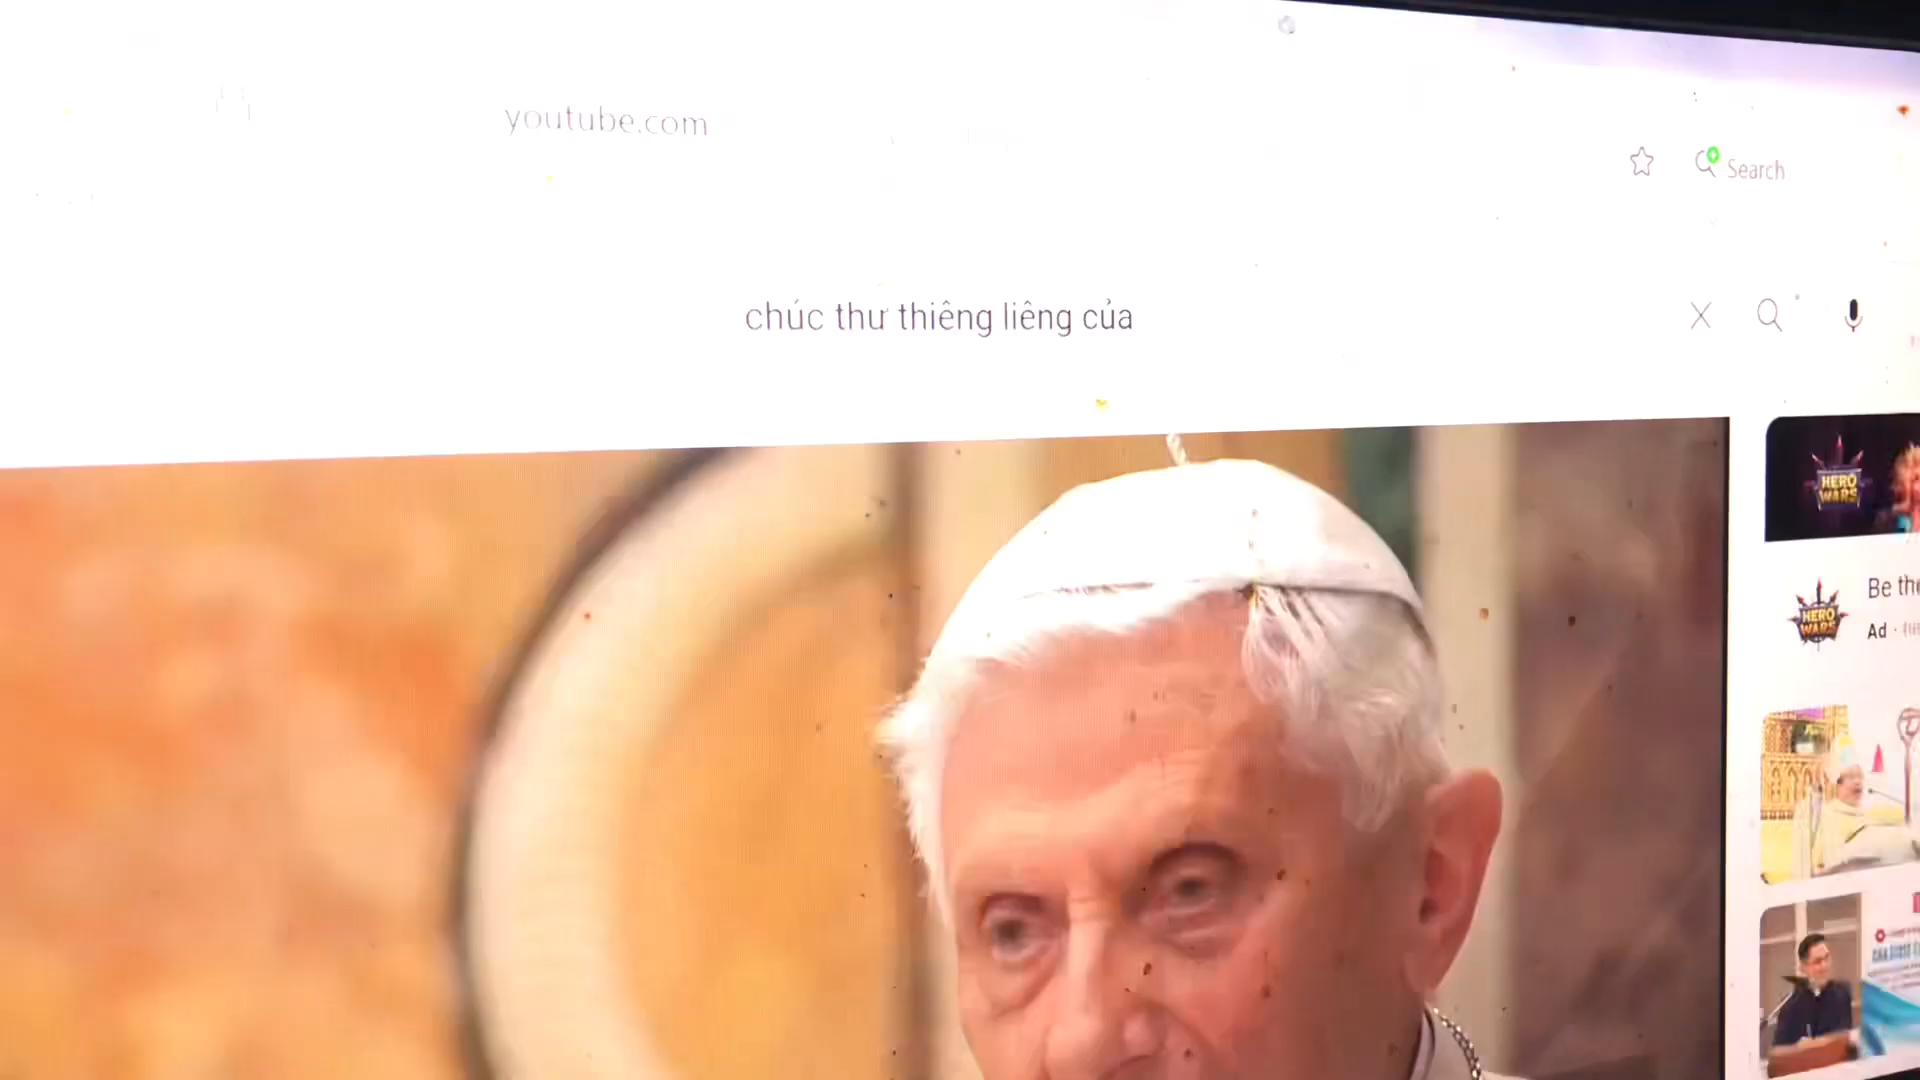 youtube.com
Search
chúc thư thiêng liêng của
HERO
WARS
HERO
WARS
Be the
Ad ·